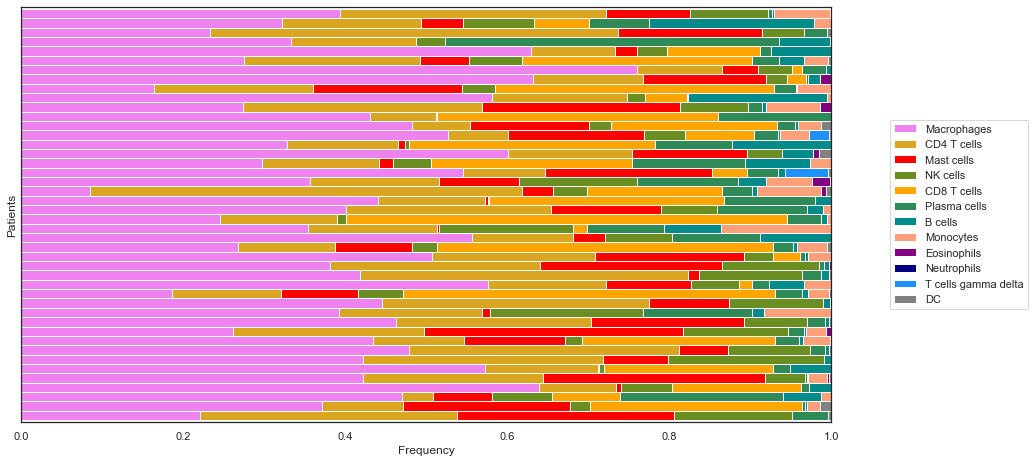 Patients
0.0 0.2 0.4 0.6 0.8 1.0
Frequency
Macrophages
CD4 T cells
Mast cells
NK cells
CD8 T cells
Plasma cells
B cells
Monocytes
Eosinophils
Neutrophils
T cells gamma delta
DC